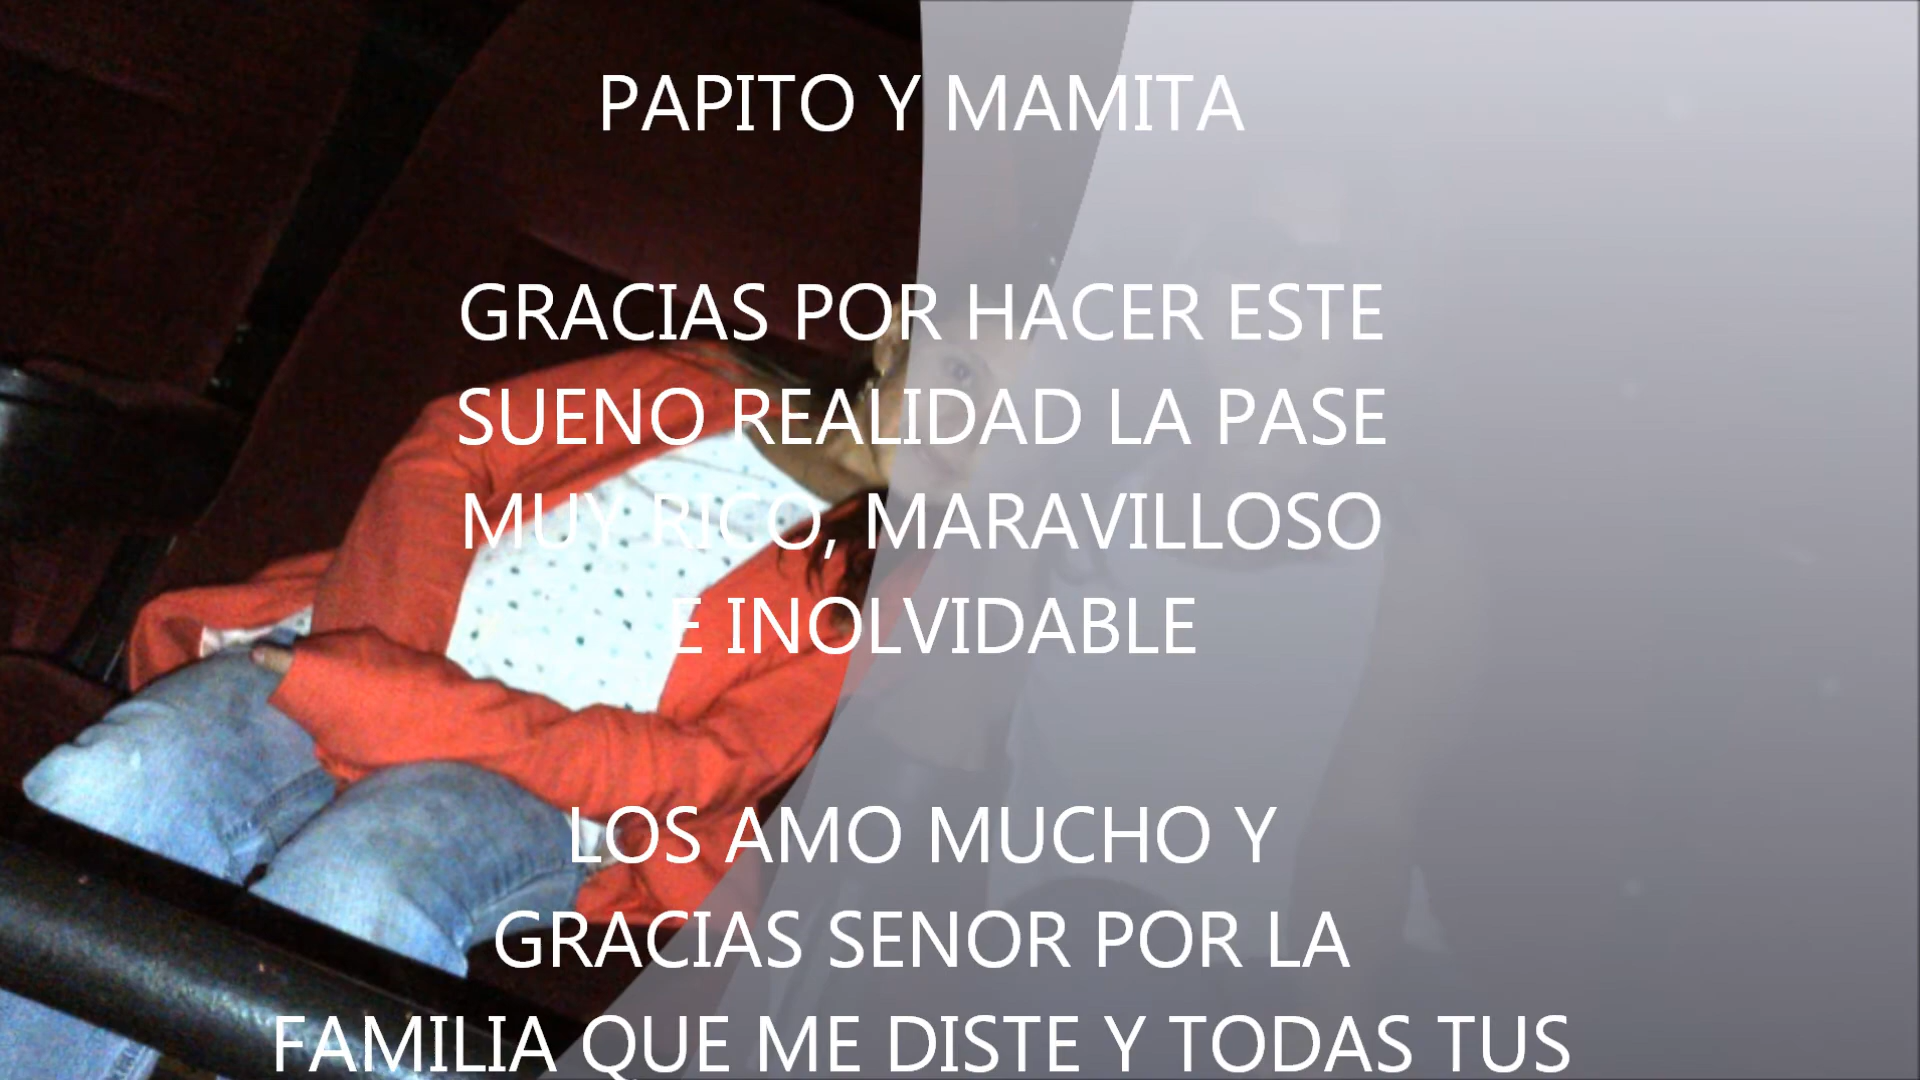 PAPITO Y MAMITA
GRACIAS POR HACER ESTE
SUENO REALIDAD LA PASE
MUY RICO, MARAVILLOSO
E INOLVIDABLE
LOS AMO MUCHO Y
GRACIAS SENOR POR LA
FAMILIA QUE ME DISTE Y TODAS TUS